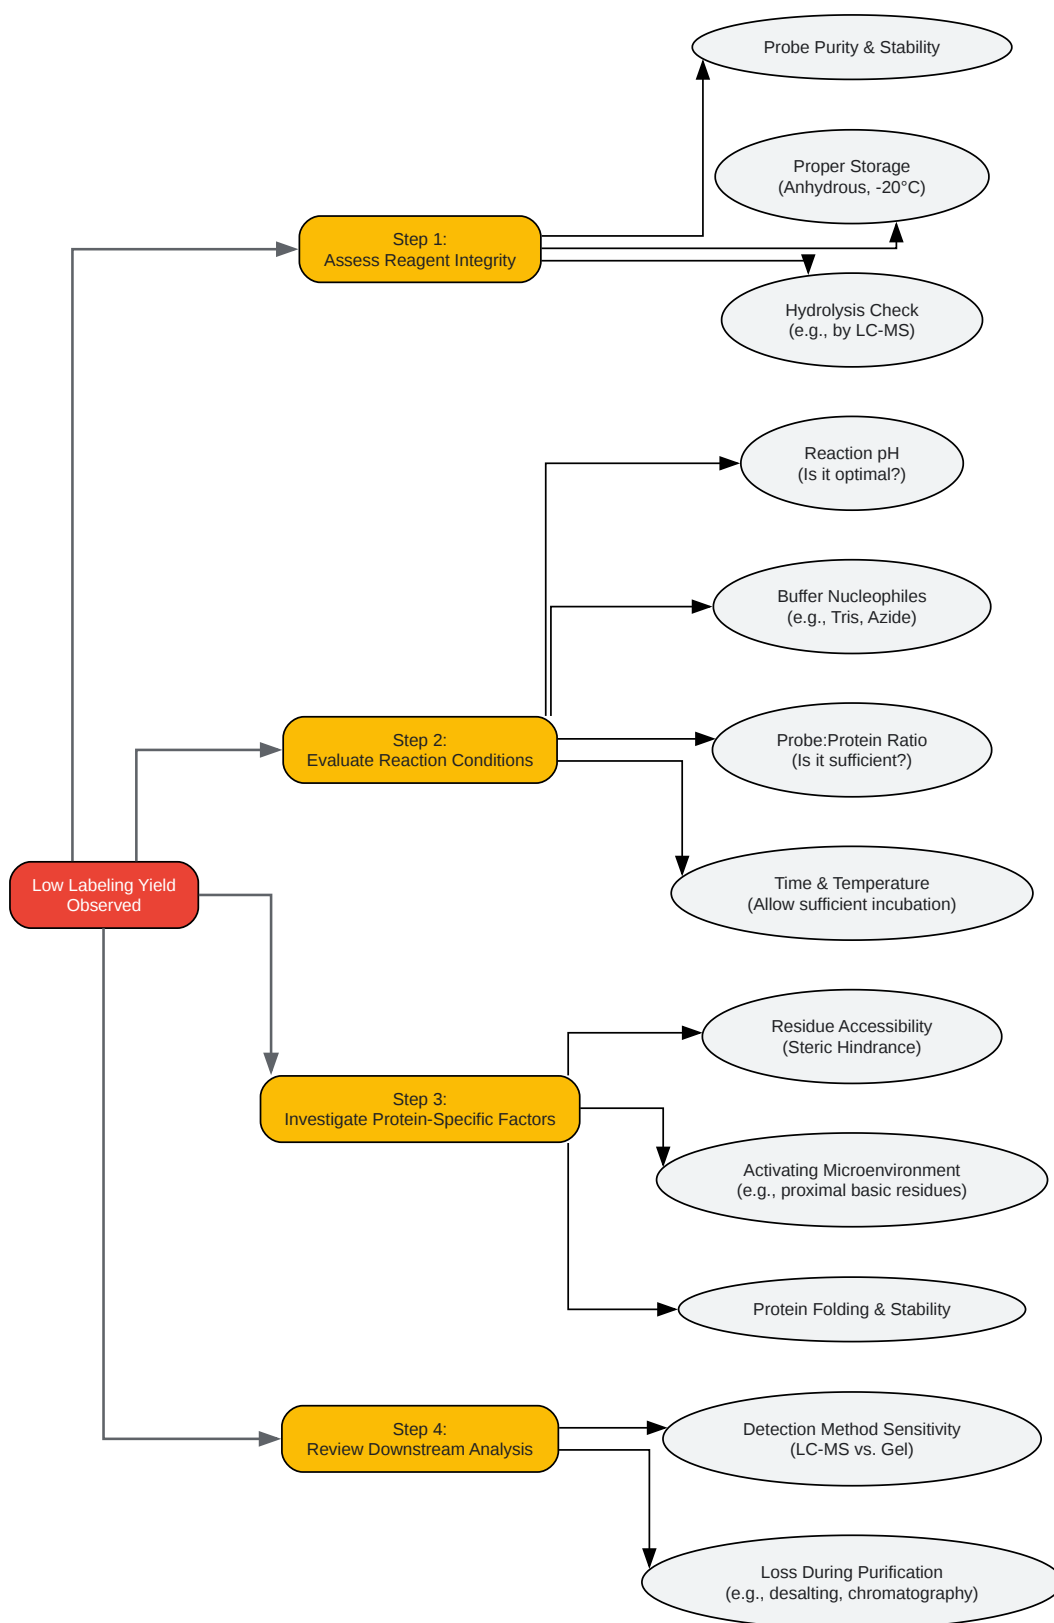 Probe Purity & Stability
Proper Storage
(Anhydrous, -20°C)
Step 1:
Assess Reagent Integrity
Hydrolysis Check
(e.g., by LC-MS)
Reaction pH
(Is it optimal?)
Buffer Nucleophiles
(e.g., Tris, Azide)
Step 2:
Evaluate Reaction Conditions
Probe:Protein Ratio
(Is it sufficient?)
Time & Temperature
(Allow sufficient incubation)
Low Labeling Yield
Observed
Residue Accessibility
(Steric Hindrance)
Step 3:
Investigate Protein-Specific Factors
Activating Microenvironment
(e.g., proximal basic residues)
Protein Folding & Stability
Step 4:
Review Downstream Analysis
Detection Method Sensitivity
(LC-MS vs. Gel)
Loss During Purification
(e.g., desalting, chromatography)